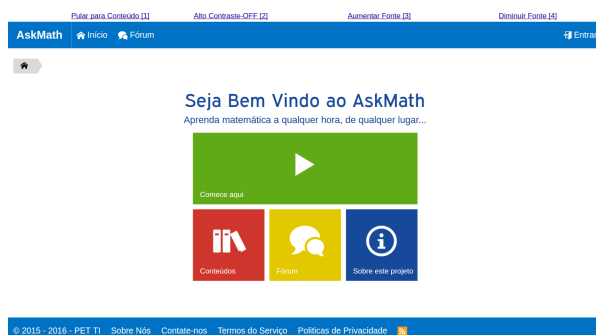 Pular para Conteúdo [1] Alto Contraste-OFF [2] Aumentar Fonte [3] Diminuir Fonte [4]
AskMath Início Fórum Entrar
Seja Bem Vindo ao AskMath
Aprenda matemática a qualquer hora, de qualquer lugar...
Comece aqui
Conteúdos Fórum Sobre este projeto
© 2015 - 2016 - PET TI Sobre Nós Contate-nos Termos do Serviço Politicas de Privacidade